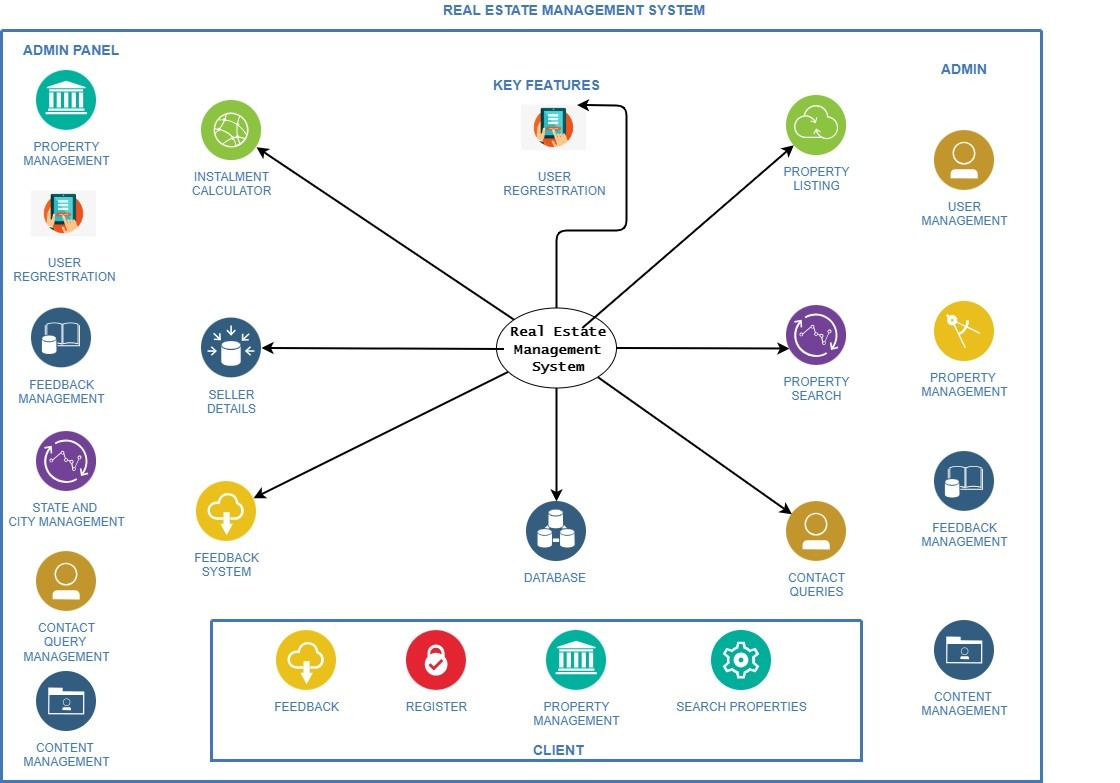 REAL ESTATE MANAGEMENT SYSTEM
ADMIN PANEL
PROPERTY
MANAGEMENT
USER
REGRESTRATION
FEEDBACK
MANAGEMENT
STATE AND
CITY MANAGEMENT
CONTACT
QUERY
MANAGEMENT
CONTENT
MANAGEMENT
KEY FEATURES
INSTALMENT
CALCULATOR
USER
REGRESTRATION
PROPERTY
LISTING
SELLER
DETAILS
Real Estate
Management
System
PROPERTY
SEARCH
FEEDBACK
SYSTEM
DATABASE
CONTACT
QUERIES
ADMIN
USER
MANAGEMENT
PROPERTY
MANAGEMENT
FEEDBACK
MANAGEMENT
CONTENT
MANAGEMENT
FEEDBACK
REGISTER
PROPERTY
MANAGEMENT
SEARCH PROPERTIES
CLIENT